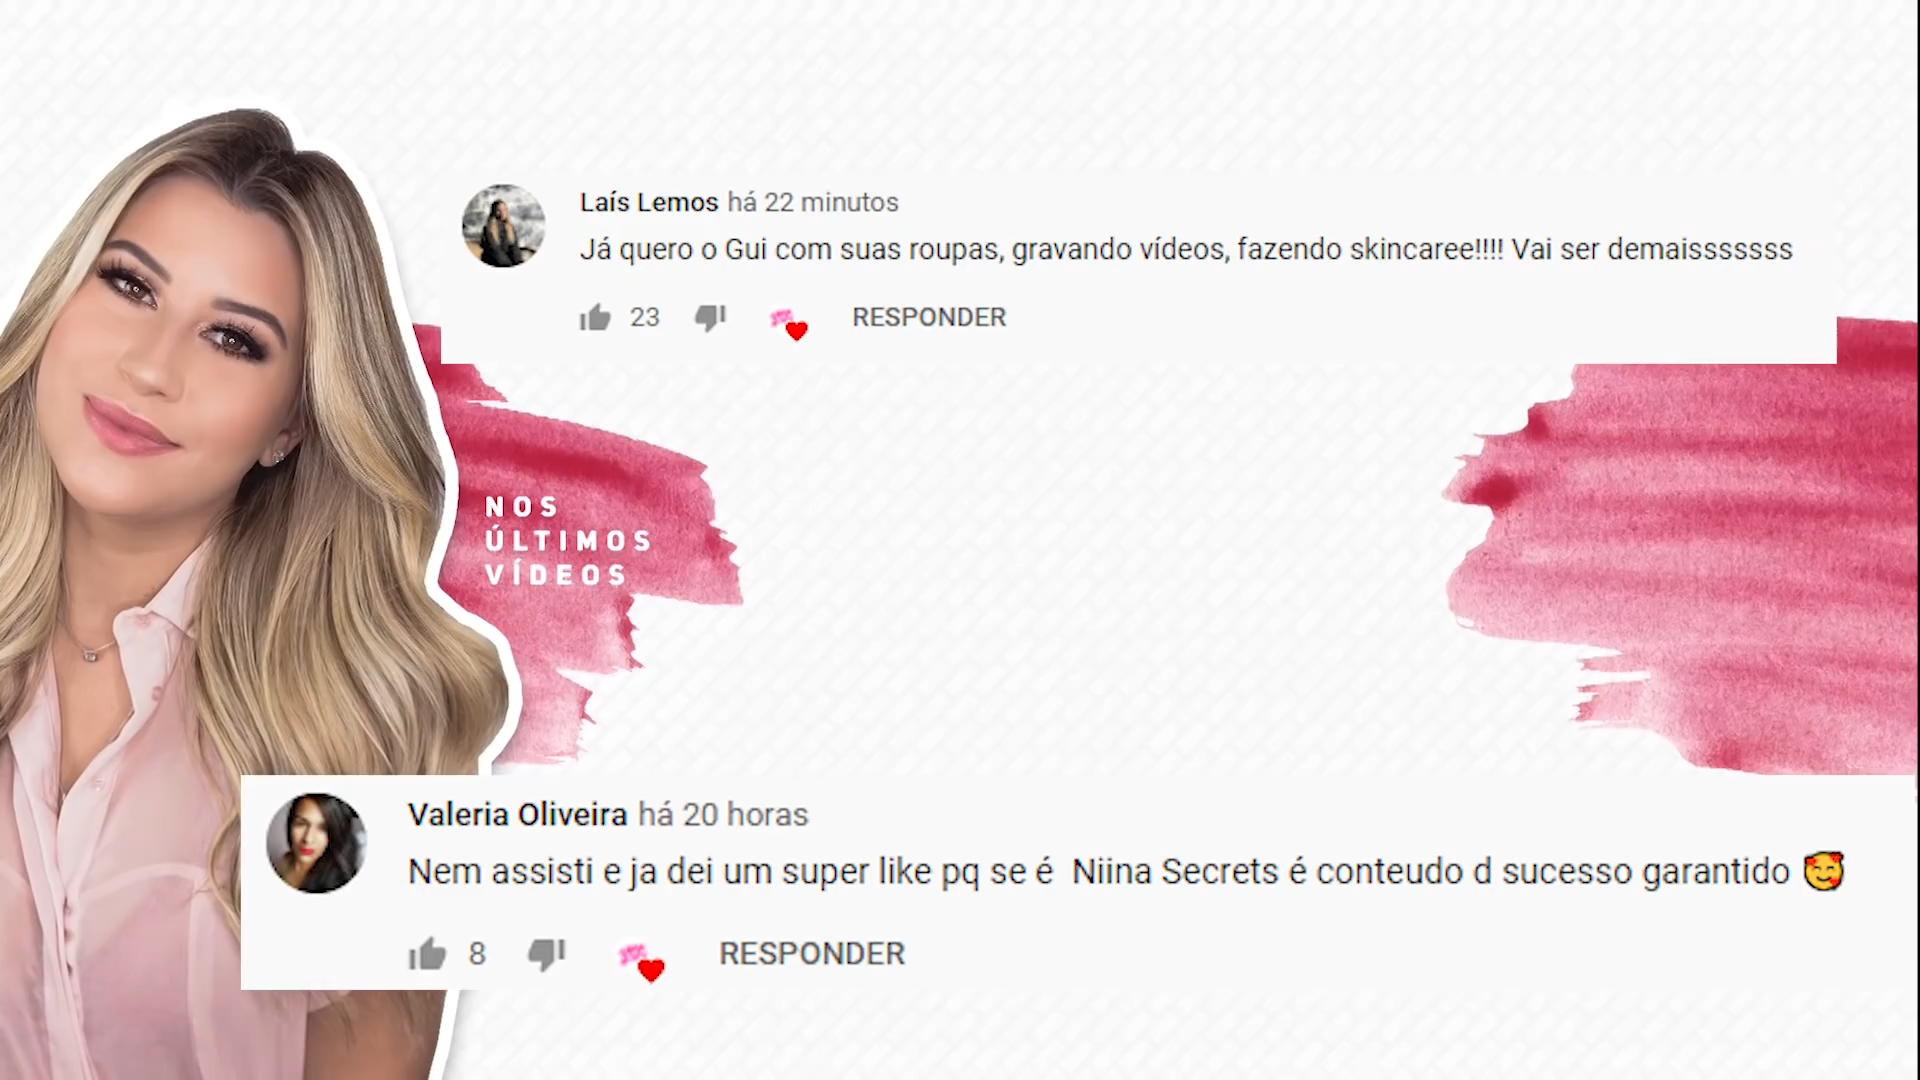 Laís Lemos há 22 minutos
Já quero o Gui com suas roupas, gravando vídeos, fazendo skincaree!!!! Vai ser demaisssssss
23 RESPONDER
NOS
ÚLTIMOS
VÍDEOS
Valeria Oliveira há 20 horas
Nem assisti e ja dei um super like pq se é Niina Secrets é conteudo d sucesso garantido 🥰
8 RESPONDER